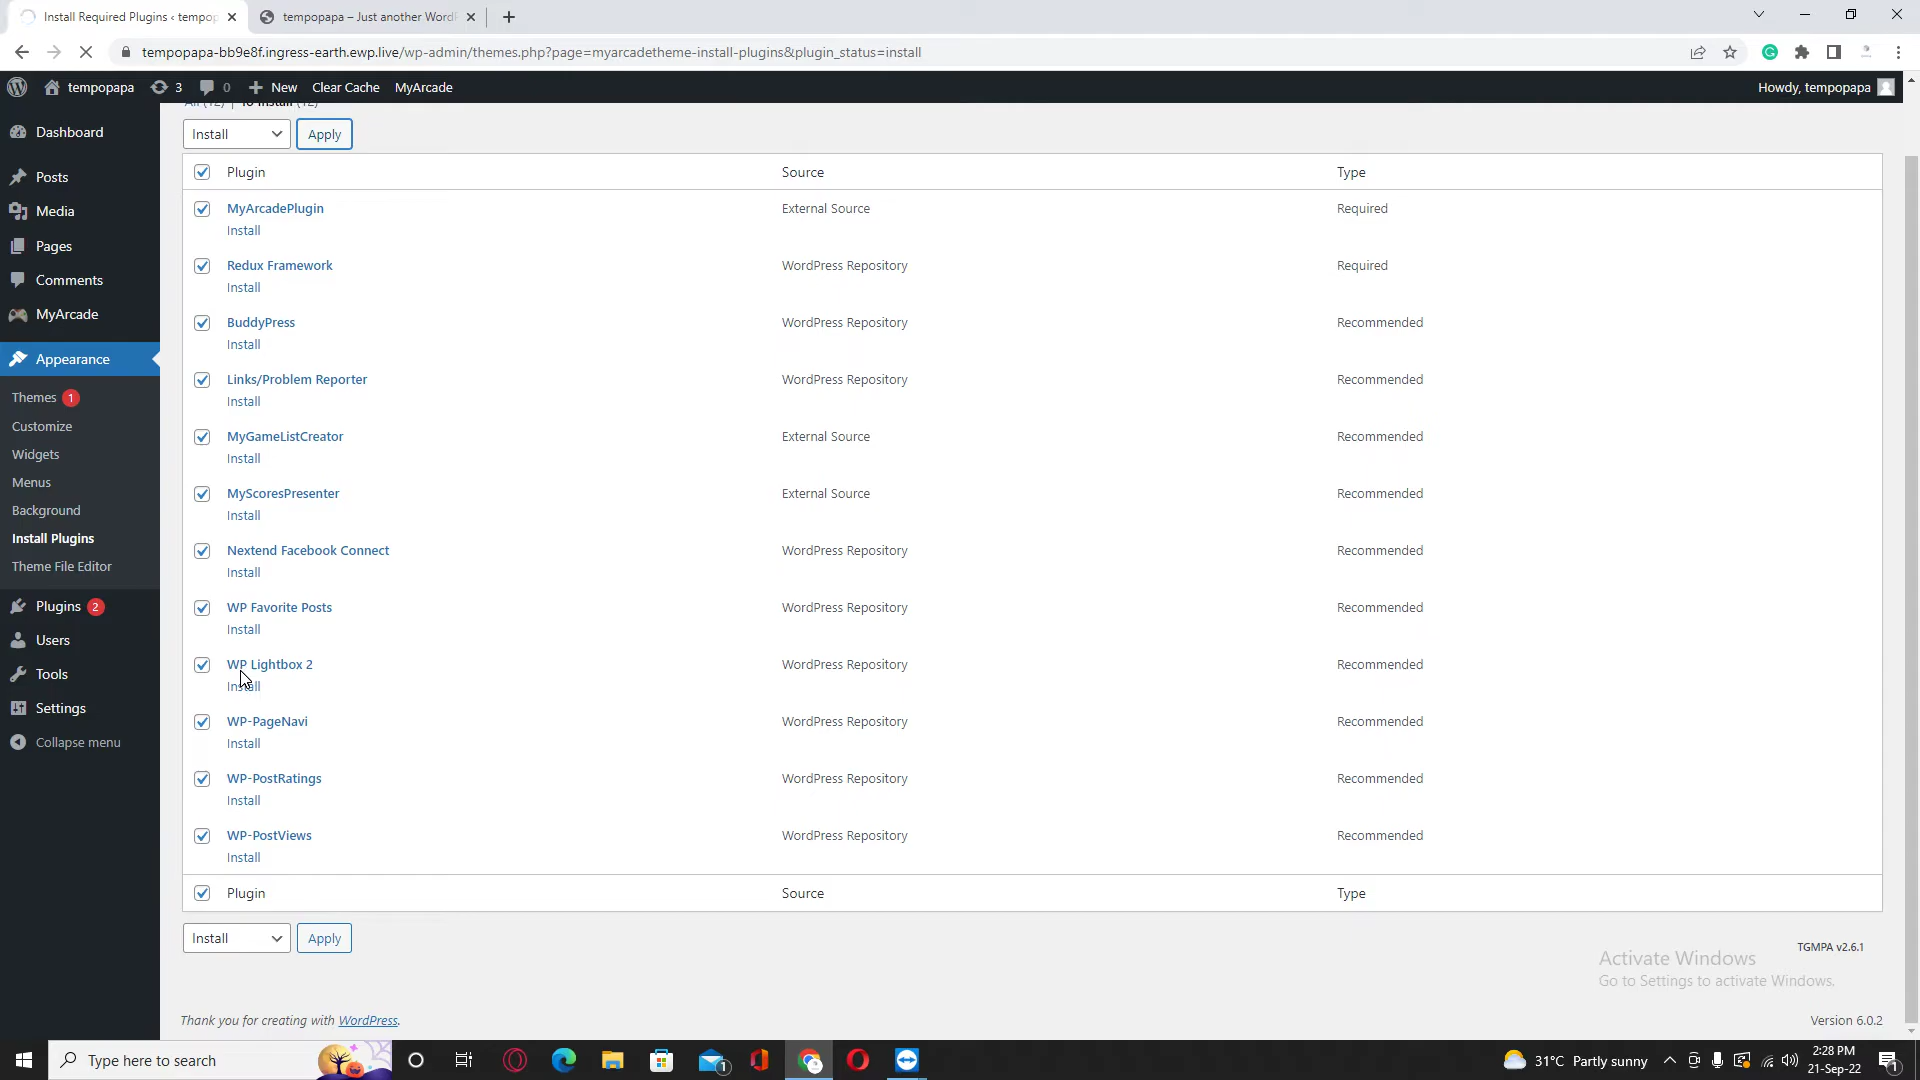 Install Required Plugins ‹ tempop
tempopapa – Just another WordP
tempopapa-bb9e8f.ingress-earth.ewp.live/wp-admin/themes.php?page=myarcadetheme-install-plugins&plugin_status=install
tempopapa 3 0 New Clear Cache MyArcade Howdy, tempopapa
All (12) | To Install (12)
Install Apply
Plugin Source Type
MyArcadePlugin External Source Required
Install
Redux Framework WordPress Repository Required
Install
BuddyPress WordPress Repository Recommended
Install
Links/Problem Reporter WordPress Repository Recommended
Install
MyGameListCreator External Source Recommended
Install
MyScoresPresenter External Source Recommended
Install
Nextend Facebook Connect WordPress Repository Recommended
Install
WP Favorite Posts WordPress Repository Recommended
Install
WP Lightbox 2 WordPress Repository Recommended
Install
WP-PageNavi WordPress Repository Recommended
Install
WP-PostRatings WordPress Repository Recommended
Install
WP-PostViews WordPress Repository Recommended
Install
Plugin Source Type
Install Apply
TGMPA v2.6.1
Activate Windows
Go to Settings to activate Windows.
Thank you for creating with WordPress.
Version 6.0.2
Dashboard
Posts
Media
Pages
Comments
MyArcade
Appearance
Themes 1
Customize
Widgets
Menus
Background
Install Plugins
Theme File Editor
Plugins 2
Users
Tools
Settings
Collapse menu
Type here to search
1
31°C Partly sunny
2:28 PM
21-Sep-22
1